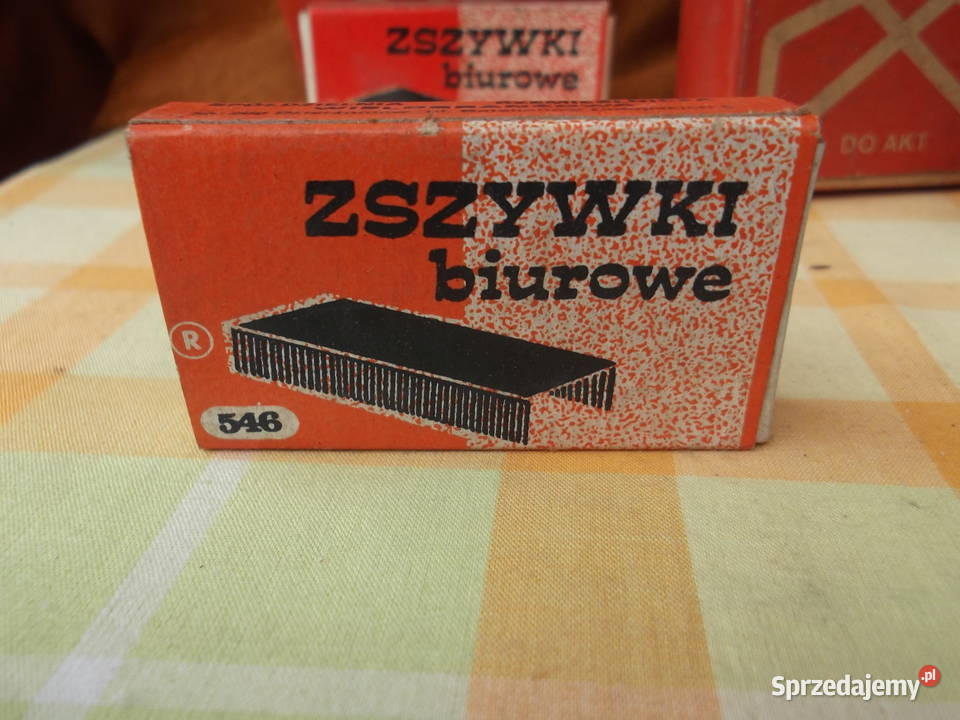 ZSZYWKI
biurowe
DO AKT
ZSZYWKI
biurowe
R
546
Sprzedajemy.pl